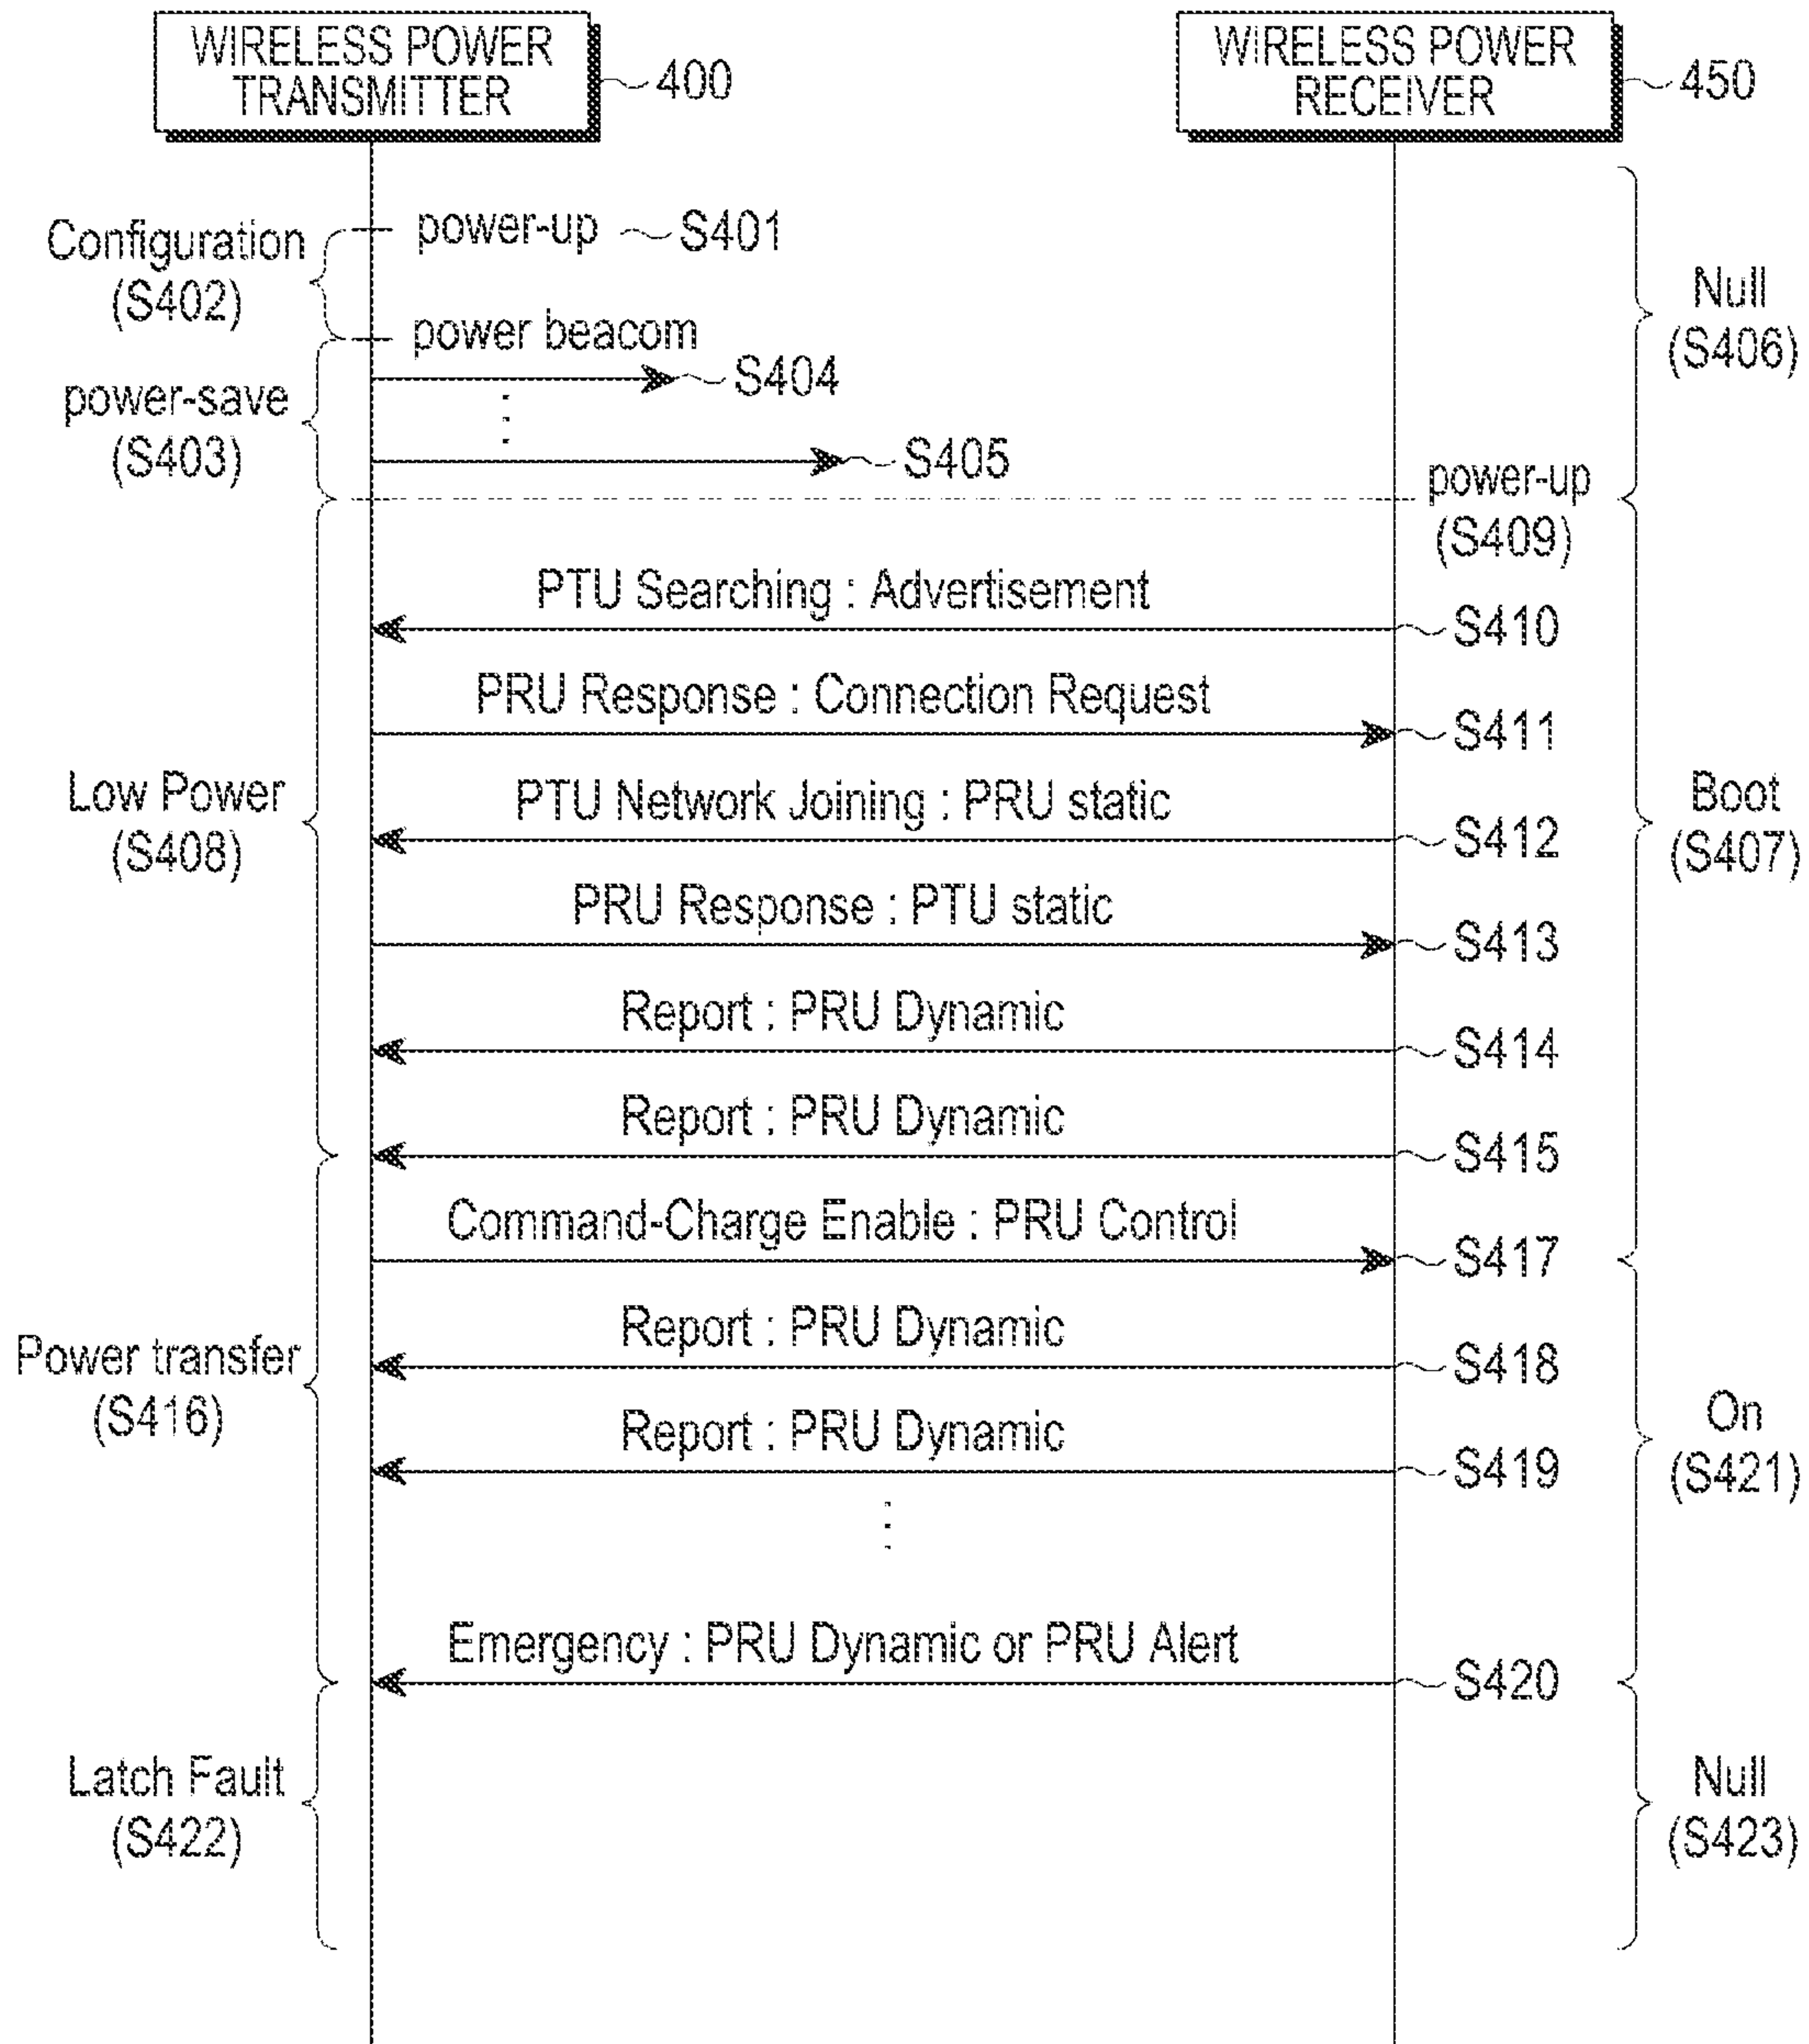 WIRELESS POWER
TRANSMITTER
400
WIRELESS POWER
RECEIVER
450
Configuration
(S402)
power-up
S401
Null
(S406)
power beacom
S404
power-save
(S403)
S405
power-up
(S409)
PTU Searching : Advertisement
S410
PRU Response : Connection Request
S411
Low Power
(S408)
PTU Network Joining : PRU static
S412
Boot
(S407)
PRU Response : PTU static
S413
Report : PRU Dynamic
S414
Report : PRU Dynamic
S415
Command-Charge Enable : PRU Control
S417
Power transfer
(S416)
Report : PRU Dynamic
S418
Report : PRU Dynamic
S419
On
(S421)
Emergency : PRU Dynamic or PRU Alert
S420
Latch Fault
(S422)
Null
(S423)